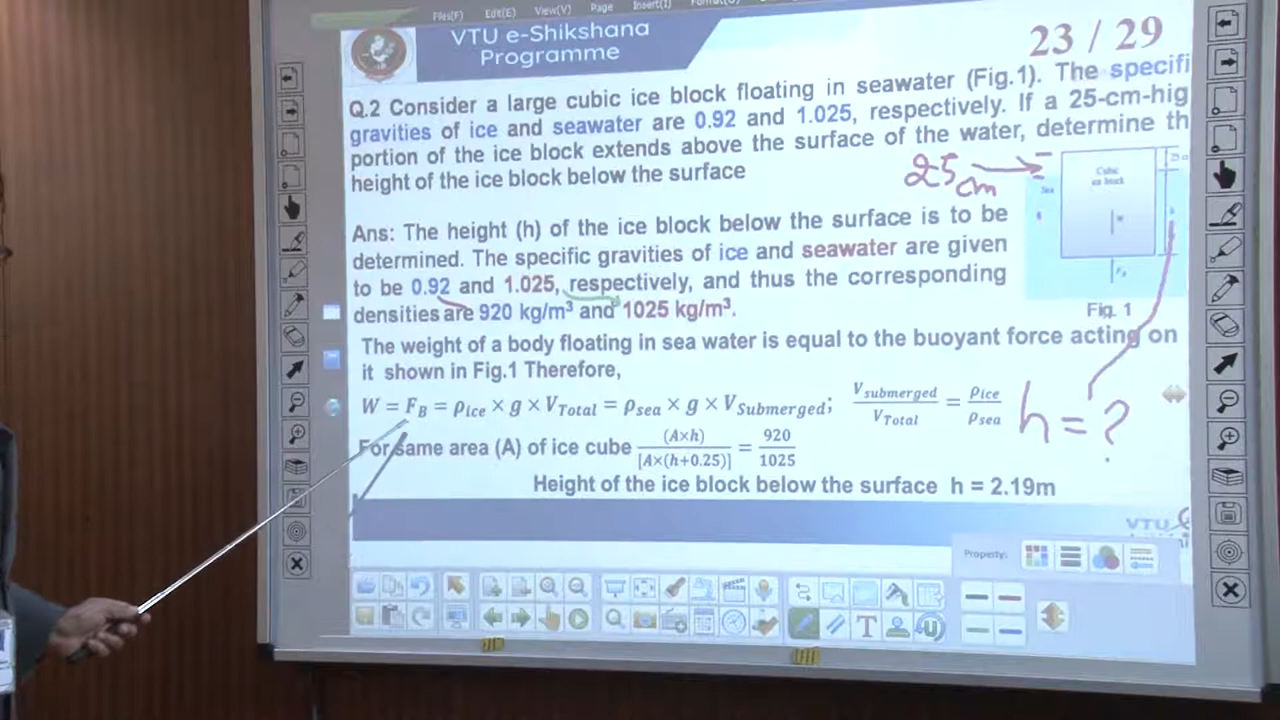 Files(F) Edit(E) View(V) Page Insert(I)
VTU e-Shikshana
Programme
23 / 29
Q.2 Consider a large cubic ice block floating in seawater (Fig.1). The specifi
gravities of ice and seawater are 0.92 and 1.025, respectively. If a 25-cm-hig
portion of the ice block extends above the surface of the water, determine th
height of the ice block below the surface
25 cm
Cubic
ice block
Sea
Ans: The height (h) of the ice block below the surface is to be
determined. The specific gravities of ice and seawater are given
to be 0.92 and 1.025, respectively, and thus the corresponding
densities are 920 kg/m³ and 1025 kg/m³.
Fig. 1
The weight of a body floating in sea water is equal to the buoyant force acting on
it shown in Fig.1 Therefore,
W = F_B = ρ_ice × g × V_Total = ρ_sea × g × V_Submerged; V_submerged / V_Total = ρ_ice / ρ_sea
h = ?
For same area (A) of ice cube (A×h) / [A×(h+0.25)] = 920 / 1025
Height of the ice block below the surface h = 2.19m
VTU
Property:
T